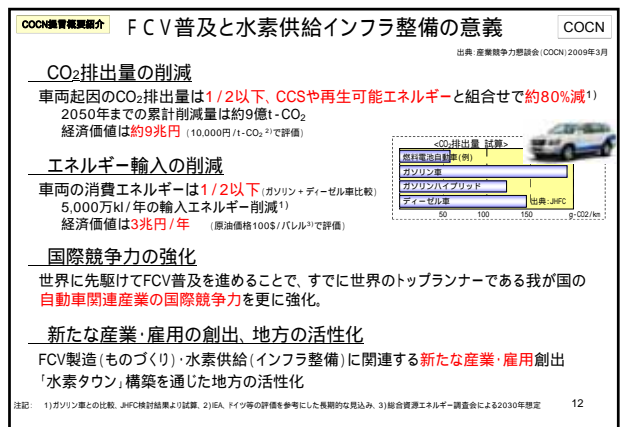 COCN提言概要紹介
FCV普及と水素供給インフラ整備の意義
COCN
出典:産業競争力懇談会(COCN)2009年3月
CO2排出量の削減
車両起因のCO2排出量は1/2以下、CCSや再生可能エネルギーと組合せで約80%減1)
2050年までの累計削減量は約9億t-CO2
経済価値は約9兆円 (10,000円/t-CO2 2)で評価)
<CO2排出量 試算>
燃料電池自動車(例)
ガソリン車
ガソリンハイブリッド
ディーゼル車
出典:JHFC
50 100 150 g-CO2/km
エネルギー輸入の削減
車両の消費エネルギーは1/2以下(ガソリン+ディーゼル車比較)
5,000万kl/年の輸入エネルギー削減1)
経済価値は3兆円/年 (原油価格100$/バレル3)で評価)
国際競争力の強化
世界に先駆けてFCV普及を進めることで、すでに世界のトップランナーである我が国の
自動車関連産業の国際競争力を更に強化。
新たな産業・雇用の創出、地方の活性化
FCV製造(ものづくり)・水素供給(インフラ整備)に関連する新たな産業・雇用創出
「水素タウン」構築を通じた地方の活性化
注記: 1)ガソリン車との比較、JHFC検討結果より試算、2)IEA、ドイツ等の評価を参考にした長期的な見込み、3)総合資源エネルギー調査会による2030年想定
12